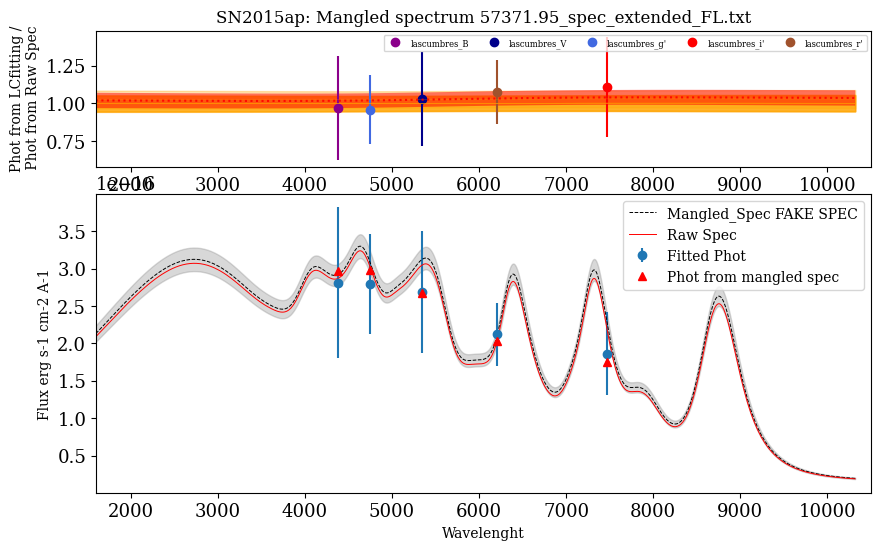 SN2015ap: Mangled spectrum 57371.95_spec_extended_FL.txt
Phot from LCfitting /
Phot from Raw Spec
lascumbres_B lascumbres_V lascumbres_g' lascumbres_i' lascumbres_r'
1.25
1.00
0.75
2000 3000 4000 5000 6000 7000 8000 9000 10000
1e−16
Flux erg s-1 cm-2 A-1
3.5
3.0
2.5
2.0
1.5
1.0
0.5
Mangled_Spec FAKE SPEC
Raw Spec
Fitted Phot
Phot from mangled spec
2000 3000 4000 5000 6000 7000 8000 9000 10000
Wavelenght